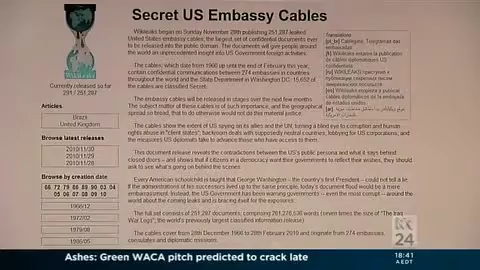 Secret US Embassy Cables
Wikileaks began on Sunday November 28th publishing 251,287 leaked
United States embassy cables, the largest set of confidential documents ever
to be released into the public domain. The documents will give people around
the world an unprecedented insight into US Government foreign activities.
The cables, which date from 1966 up until the end of February this year,
contain confidential communications between 274 embassies in countries
throughout the world and the State Department in Washington DC. 15,652 of
the cables are classified Secret.
The embassy cables will be released in stages over the next few months.
The subject matter of these cables is of such importance, and the geographical
spread so broad, that to do otherwise would not do this material justice.
The cables show the extent of US spying on its allies and the UN; turning a blind eye to corruption and
human rights abuse in "client states"; backroom deals with supposedly neutral countries; lobbying for US corporations; and
the measures US diplomats take to advance those who have access to them.
This document release reveals the contradictions between the US's public persona and what it says behind
closed doors – and shows that if citizens in a democracy want their governments to reflect their wishes, they should
ask to see what's going on behind the scenes.
Every American schoolchild is taught that George Washington – the country's first President – could not tell a lie.
If the administrations of his successors lived up to the same principle, today's document flood would be a mere
embarrassment. Instead, the US Government has been warning governments – even the most corrupt – around
the world about the coming leaks and is bracing itself for the exposures.
The full set consists of 251,287 documents, comprising 261,276,536 words (seven times the size of "The Iraq
War Logs", the world's previously largest classified information release).
The cables cover from 28th December 1966 to 28th February 2010 and originate from 274 embassies,
consulates and diplomatic missions.
WikiLeaks
Currently released so far
291 / 251,287
Articles
Brazil
United Kingdom
Browse latest releases
2010/11/30
2010/11/29
2010/11/28
Browse by creation date
66 72 79 86 89 90 03 04
05 06 07 08 09 10
1966/12
1972/02
1979/08
1986/05
Translations
24
Ashes: Green WACA pitch predicted to crack late
18:41
AEDT